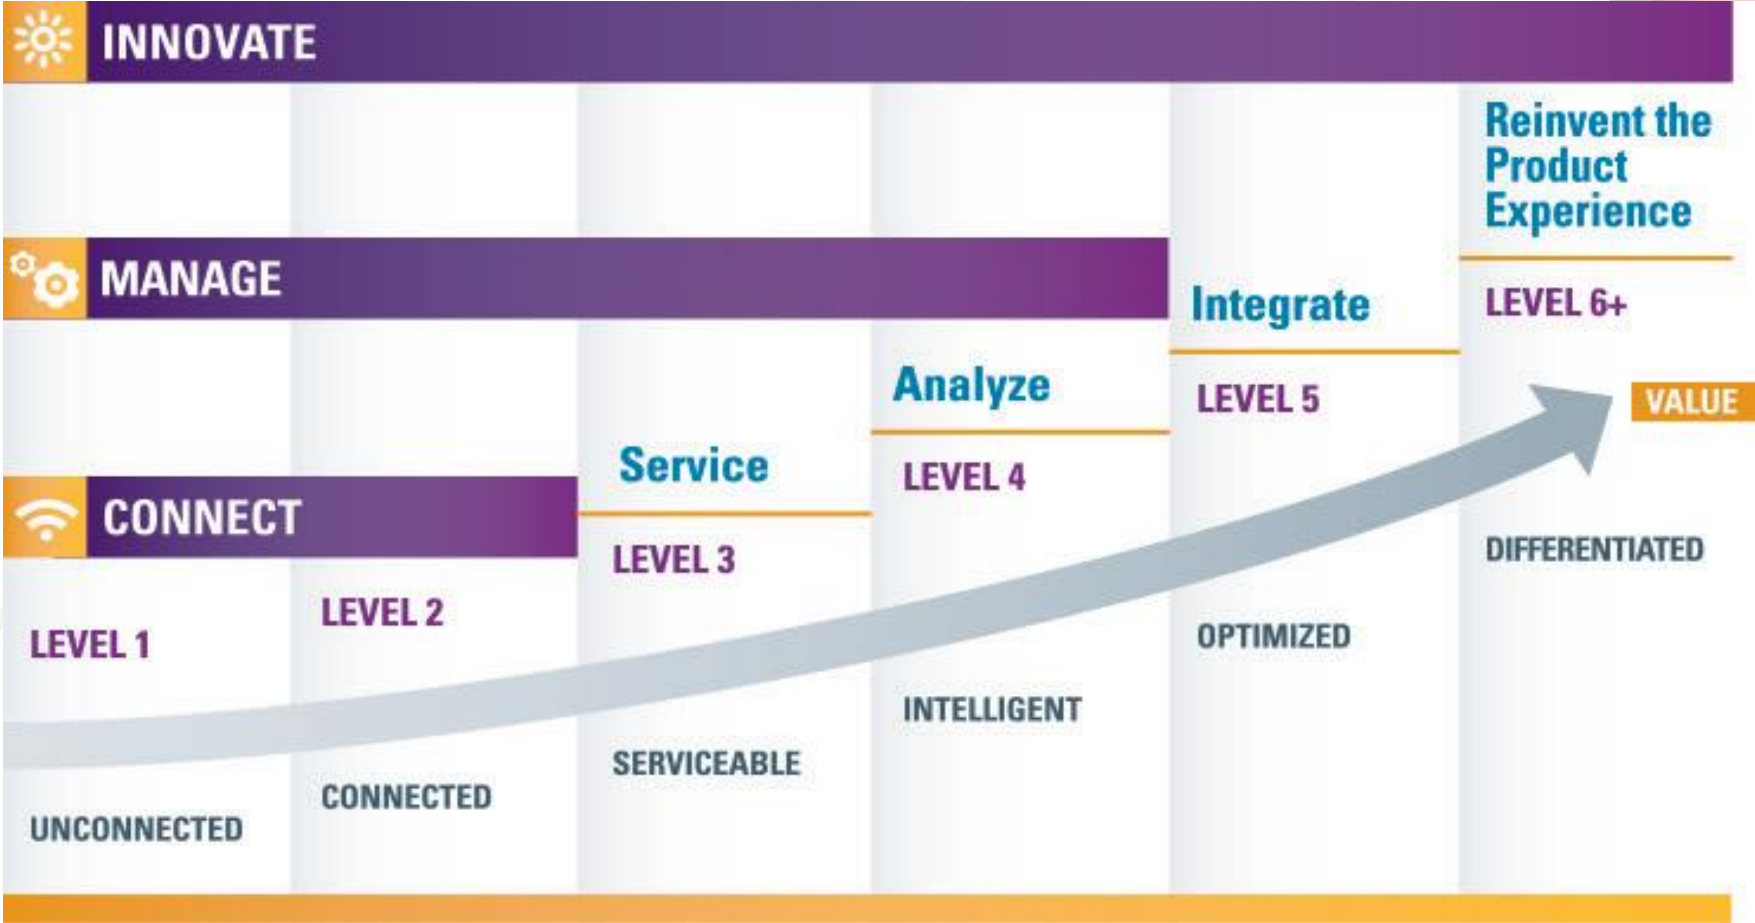 INNOVATE
Reinvent the
Product
Experience
MANAGE
Integrate
LEVEL 6+
Analyze
LEVEL 5
VALUE
Service
LEVEL 4
CONNECT
LEVEL 3
DIFFERENTIATED
LEVEL 2
LEVEL 1
OPTIMIZED
INTELLIGENT
SERVICEABLE
CONNECTED
UNCONNECTED